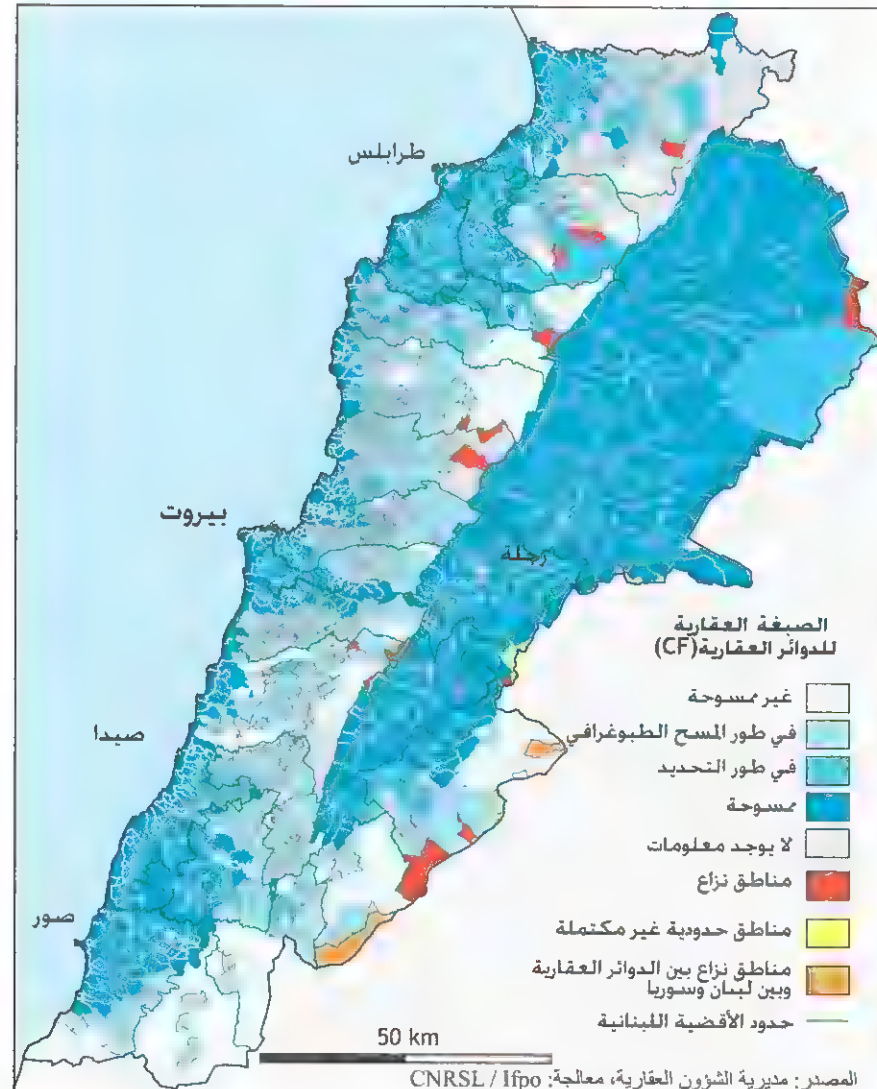 طرابلس
بيروت
زحلة
صيدا
صور
الصبغة العقارية
للدوائر العقارية(CF)
غير ممسوحة
في طور المسح الطبوغرافي
في طور التحديد
ممسوحة
لا يوجد معلومات
مناطق نزاع
مناطق حدودية غير مكتملة
مناطق نزاع بين الدوائر العقارية
وبين لبنان وسوريا
حدود الأقضية اللبنانية
50 km
المصدر: مديرية الشؤون العقارية، معالجة: CNRSL / Ifpo